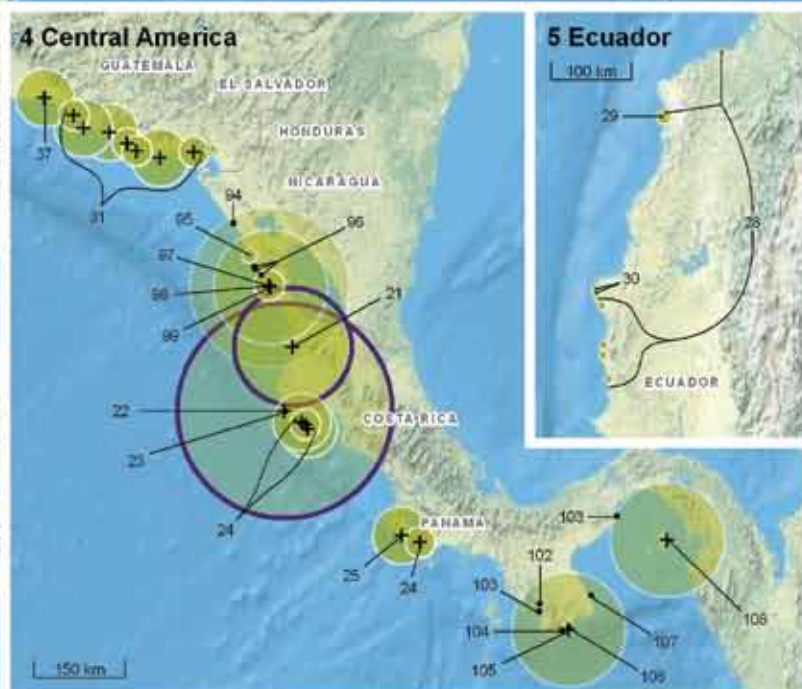 4 Central America
GUATEMALA
EL SALVADOR
HONDURAS
NICARAGUA
37
31
94
95
96
97
98
99
21
22
23
COSTA RICA
24
PANAMA
25
24
103
102
103
104
105
106
107
108
150 km
5 Ecuador
100 km
29
28
30
ECUADOR